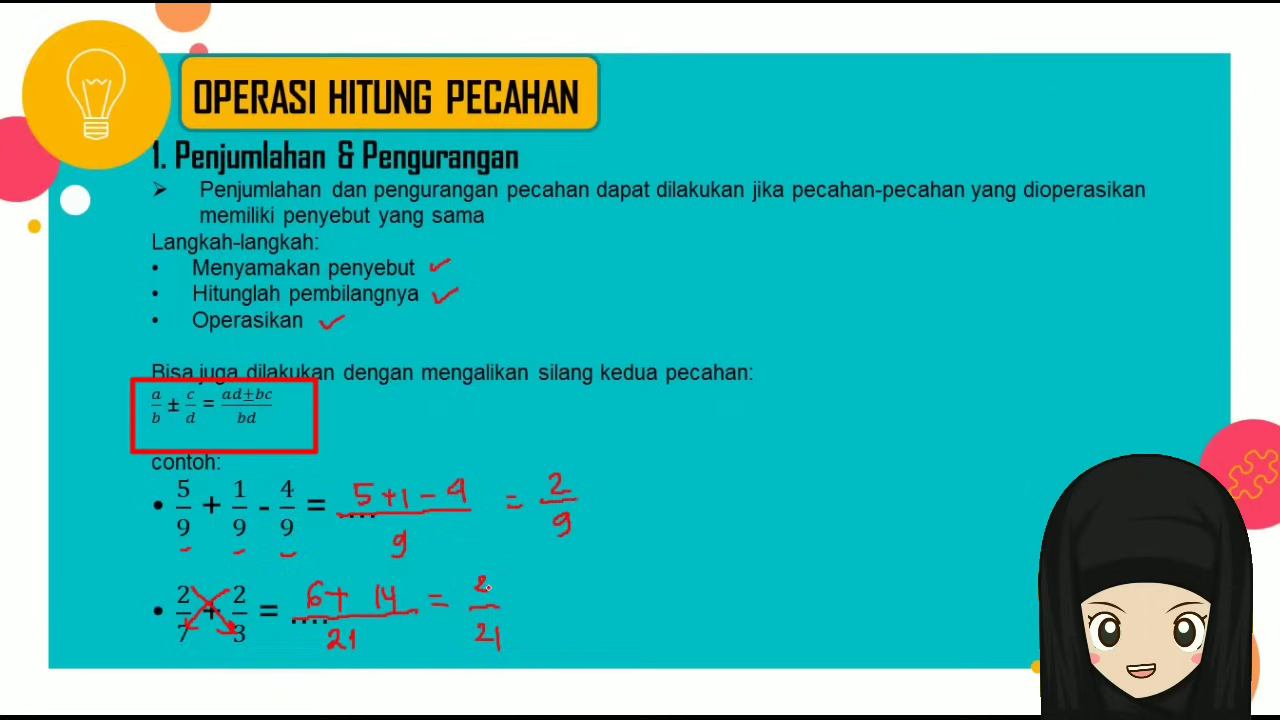 OPERASI HITUNG PECAHAN
1. Penjumlahan & Pengurangan
➢ Penjumlahan dan pengurangan pecahan dapat dilakukan jika pecahan-pecahan yang dioperasikan
memiliki penyebut yang sama
Langkah-langkah:
• Menyamakan penyebut ✓
• Hitunglah pembilangnya ✓
• Operasikan ✓
Bisa juga dilakukan dengan mengalikan silang kedua pecahan:
a/b ± c/d = (ad±bc)/bd
contoh:
• 5/9 + 1/9 - 4/9 = ... (5+1-4)/9 = 2/9
• 2/7 + 2/3 = .... (6+14)/21 = 2/21